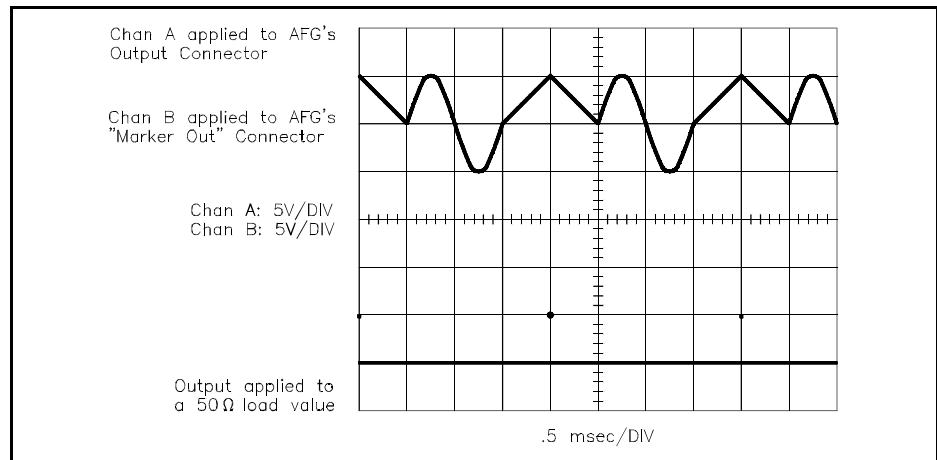 Chan A applied to AFG's
Output Connector
Chan B applied to AFG's
"Marker Out" Connector
Chan A: 5V/DIV
Chan B: 5V/DIV
Output applied to
a 50Ω load value
.5 msec/DIV